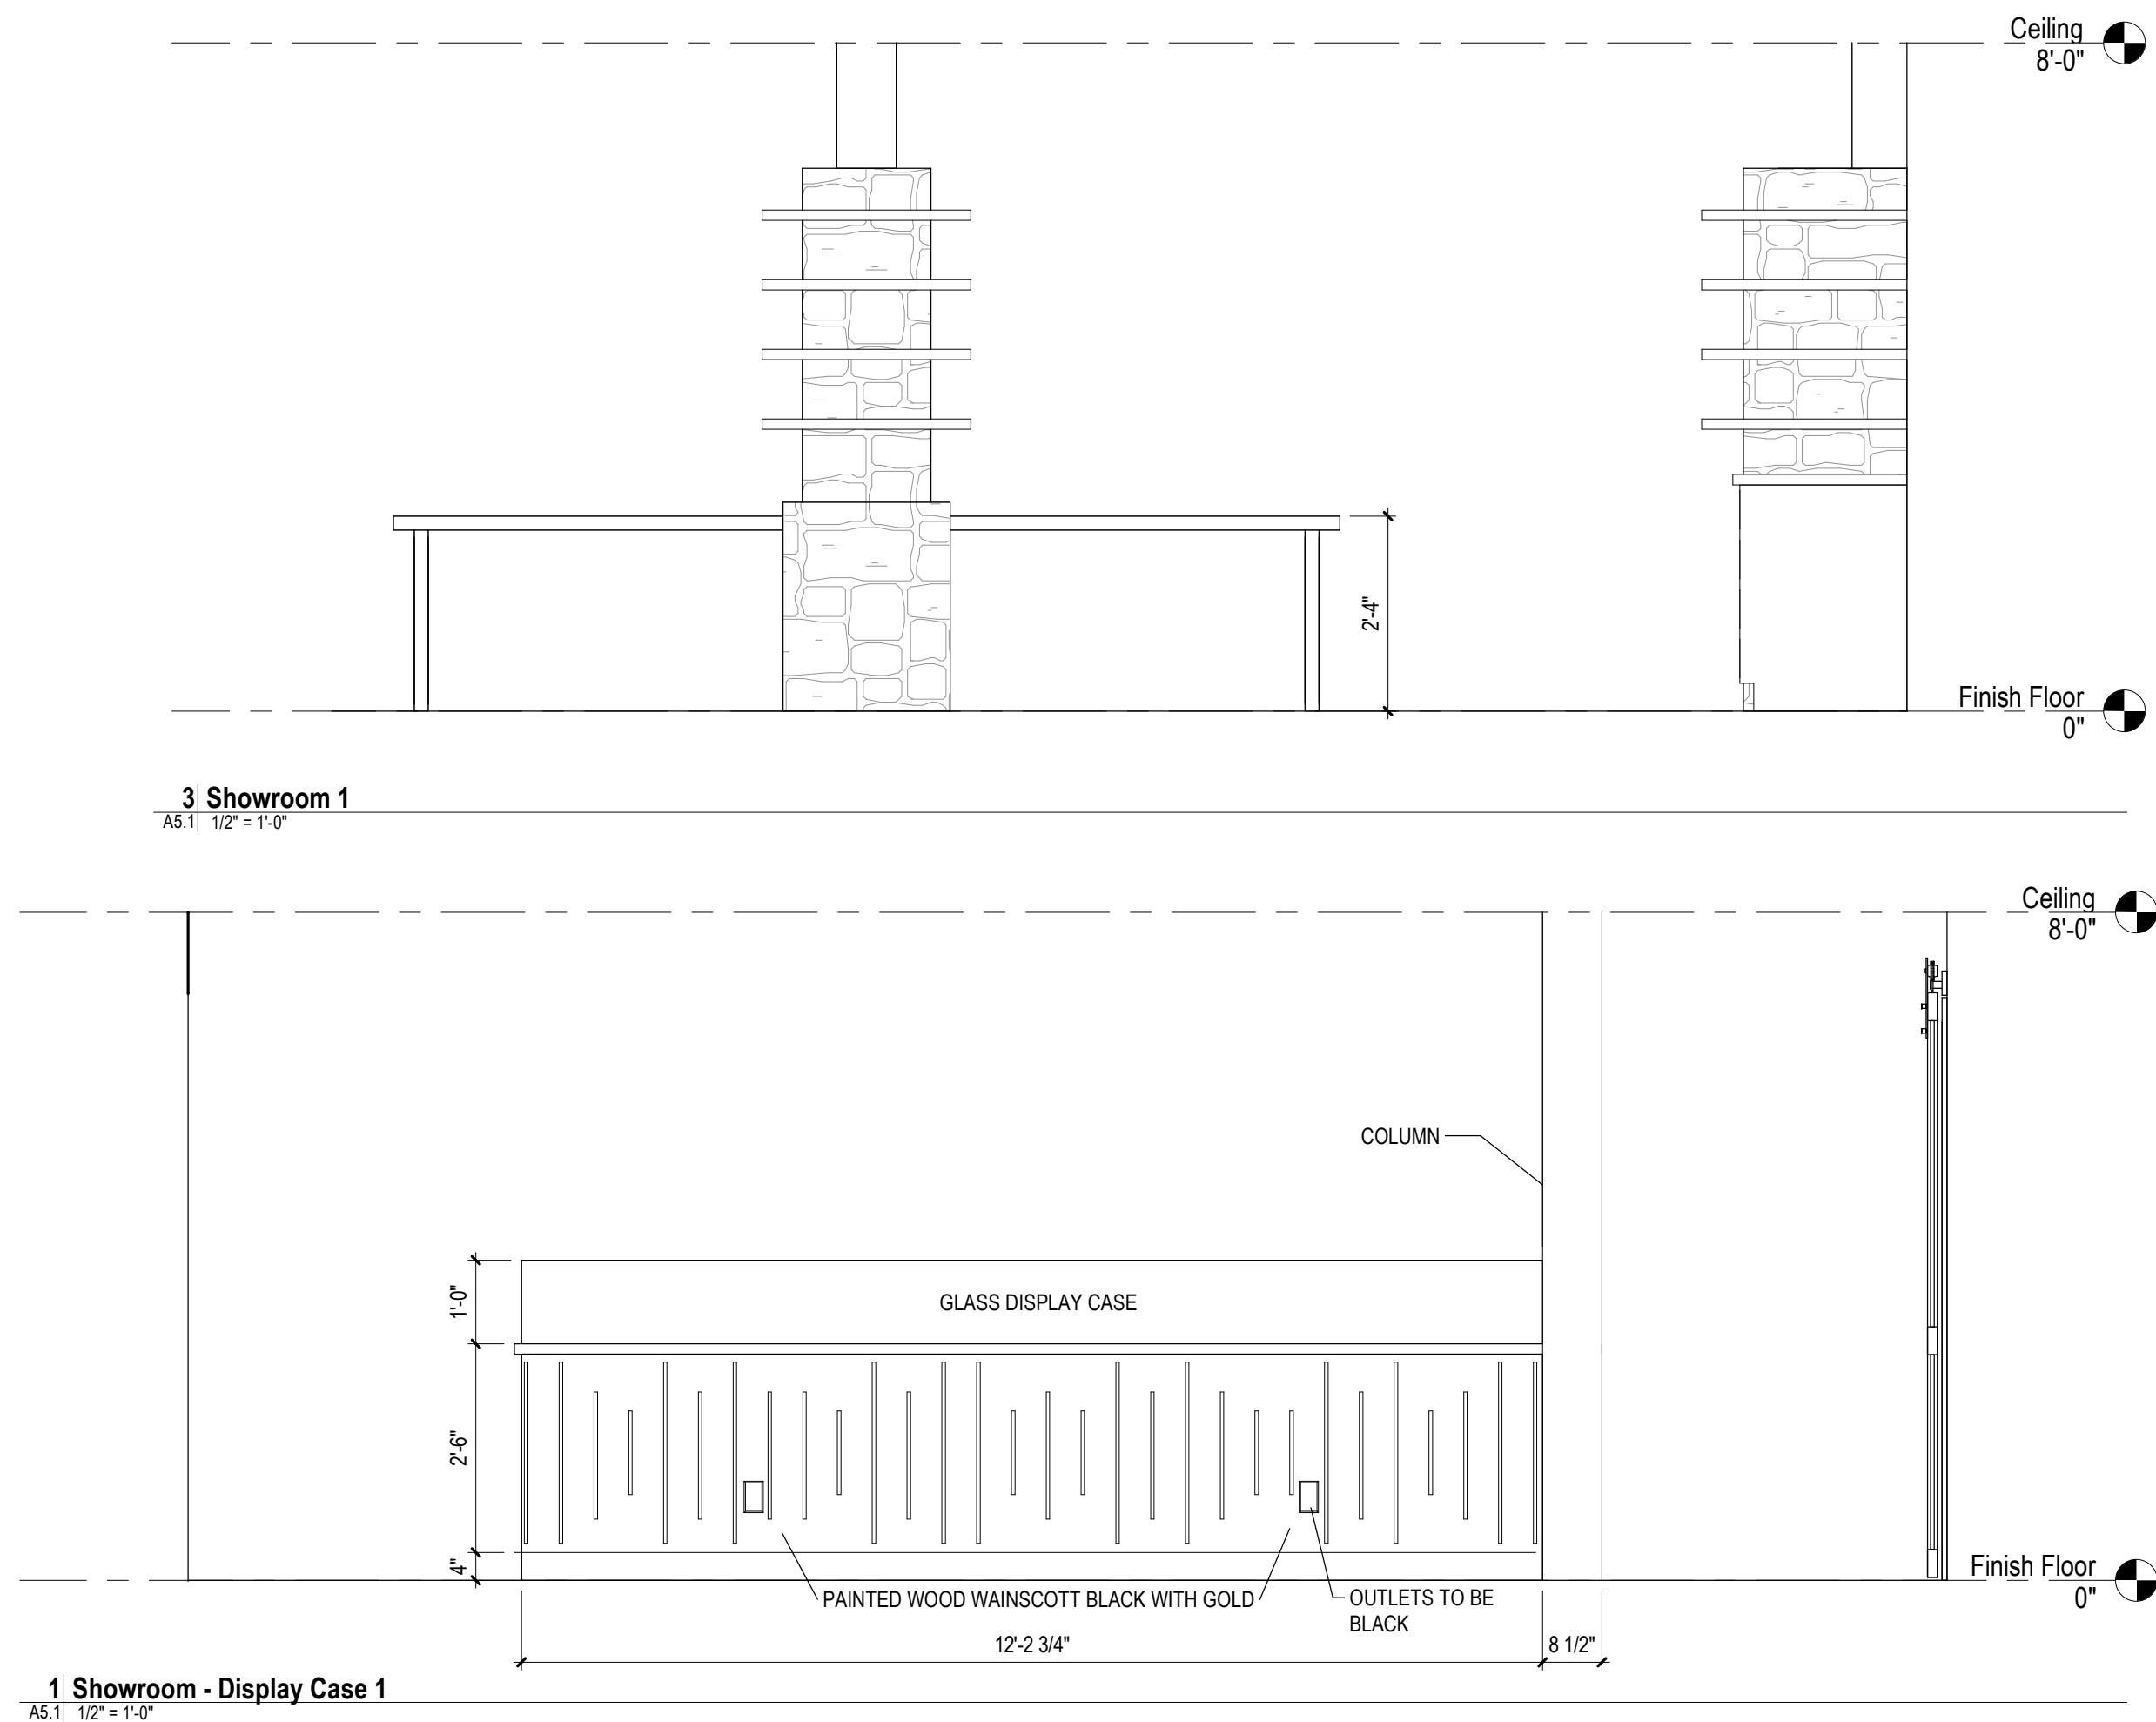 Ceiling
8'-0"
2'-4"
Finish Floor
0"
3 Showroom 1
A5.1 1/2" = 1'-0"
Ceiling
8'-0"
COLUMN
1'-0"
GLASS DISPLAY CASE
2'-6"
4"
Finish Floor
0"
PAINTED WOOD WAINSCOTT BLACK WITH GOLD
OUTLETS TO BE
BLACK
12'-2 3/4"
8 1/2"
1 Showroom - Display Case 1
A5.1 1/2" = 1'-0"